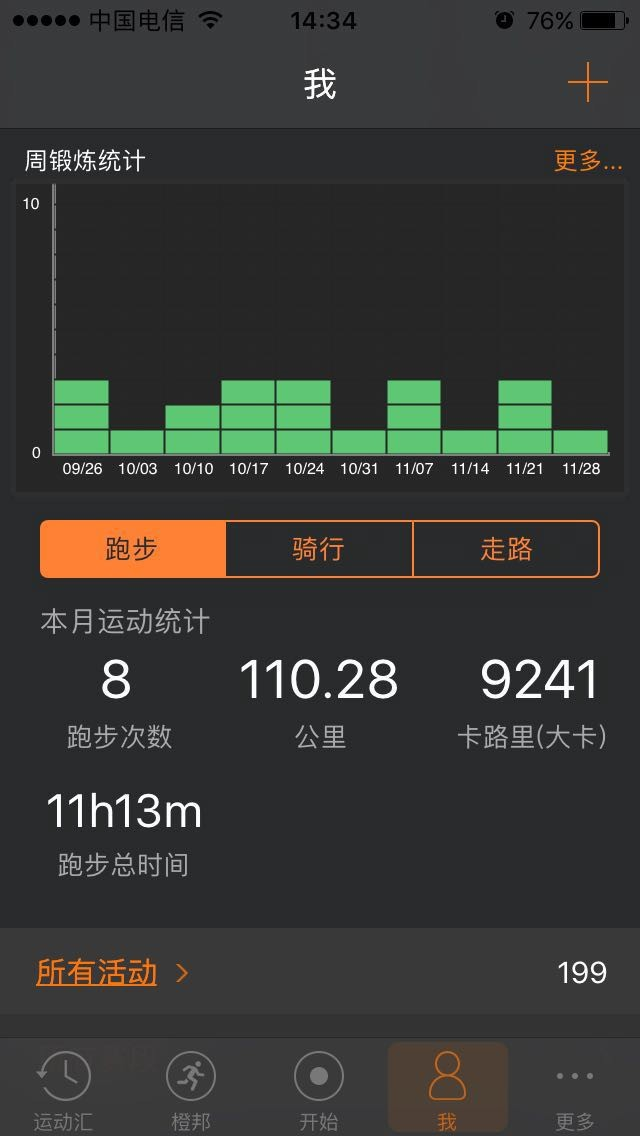 中国电信 14:34 76%
我
周锻炼统计 更多...
10
0
09/26 10/03 10/10 10/17 10/24 10/31 11/07 11/14 11/21 11/28
跑步 骑行 走路
本月运动统计
8 110.28 9241
跑步次数 公里 卡路里(大卡)
11h13m
跑步总时间
所有活动 199
运动汇 橙邦 开始 我 更多